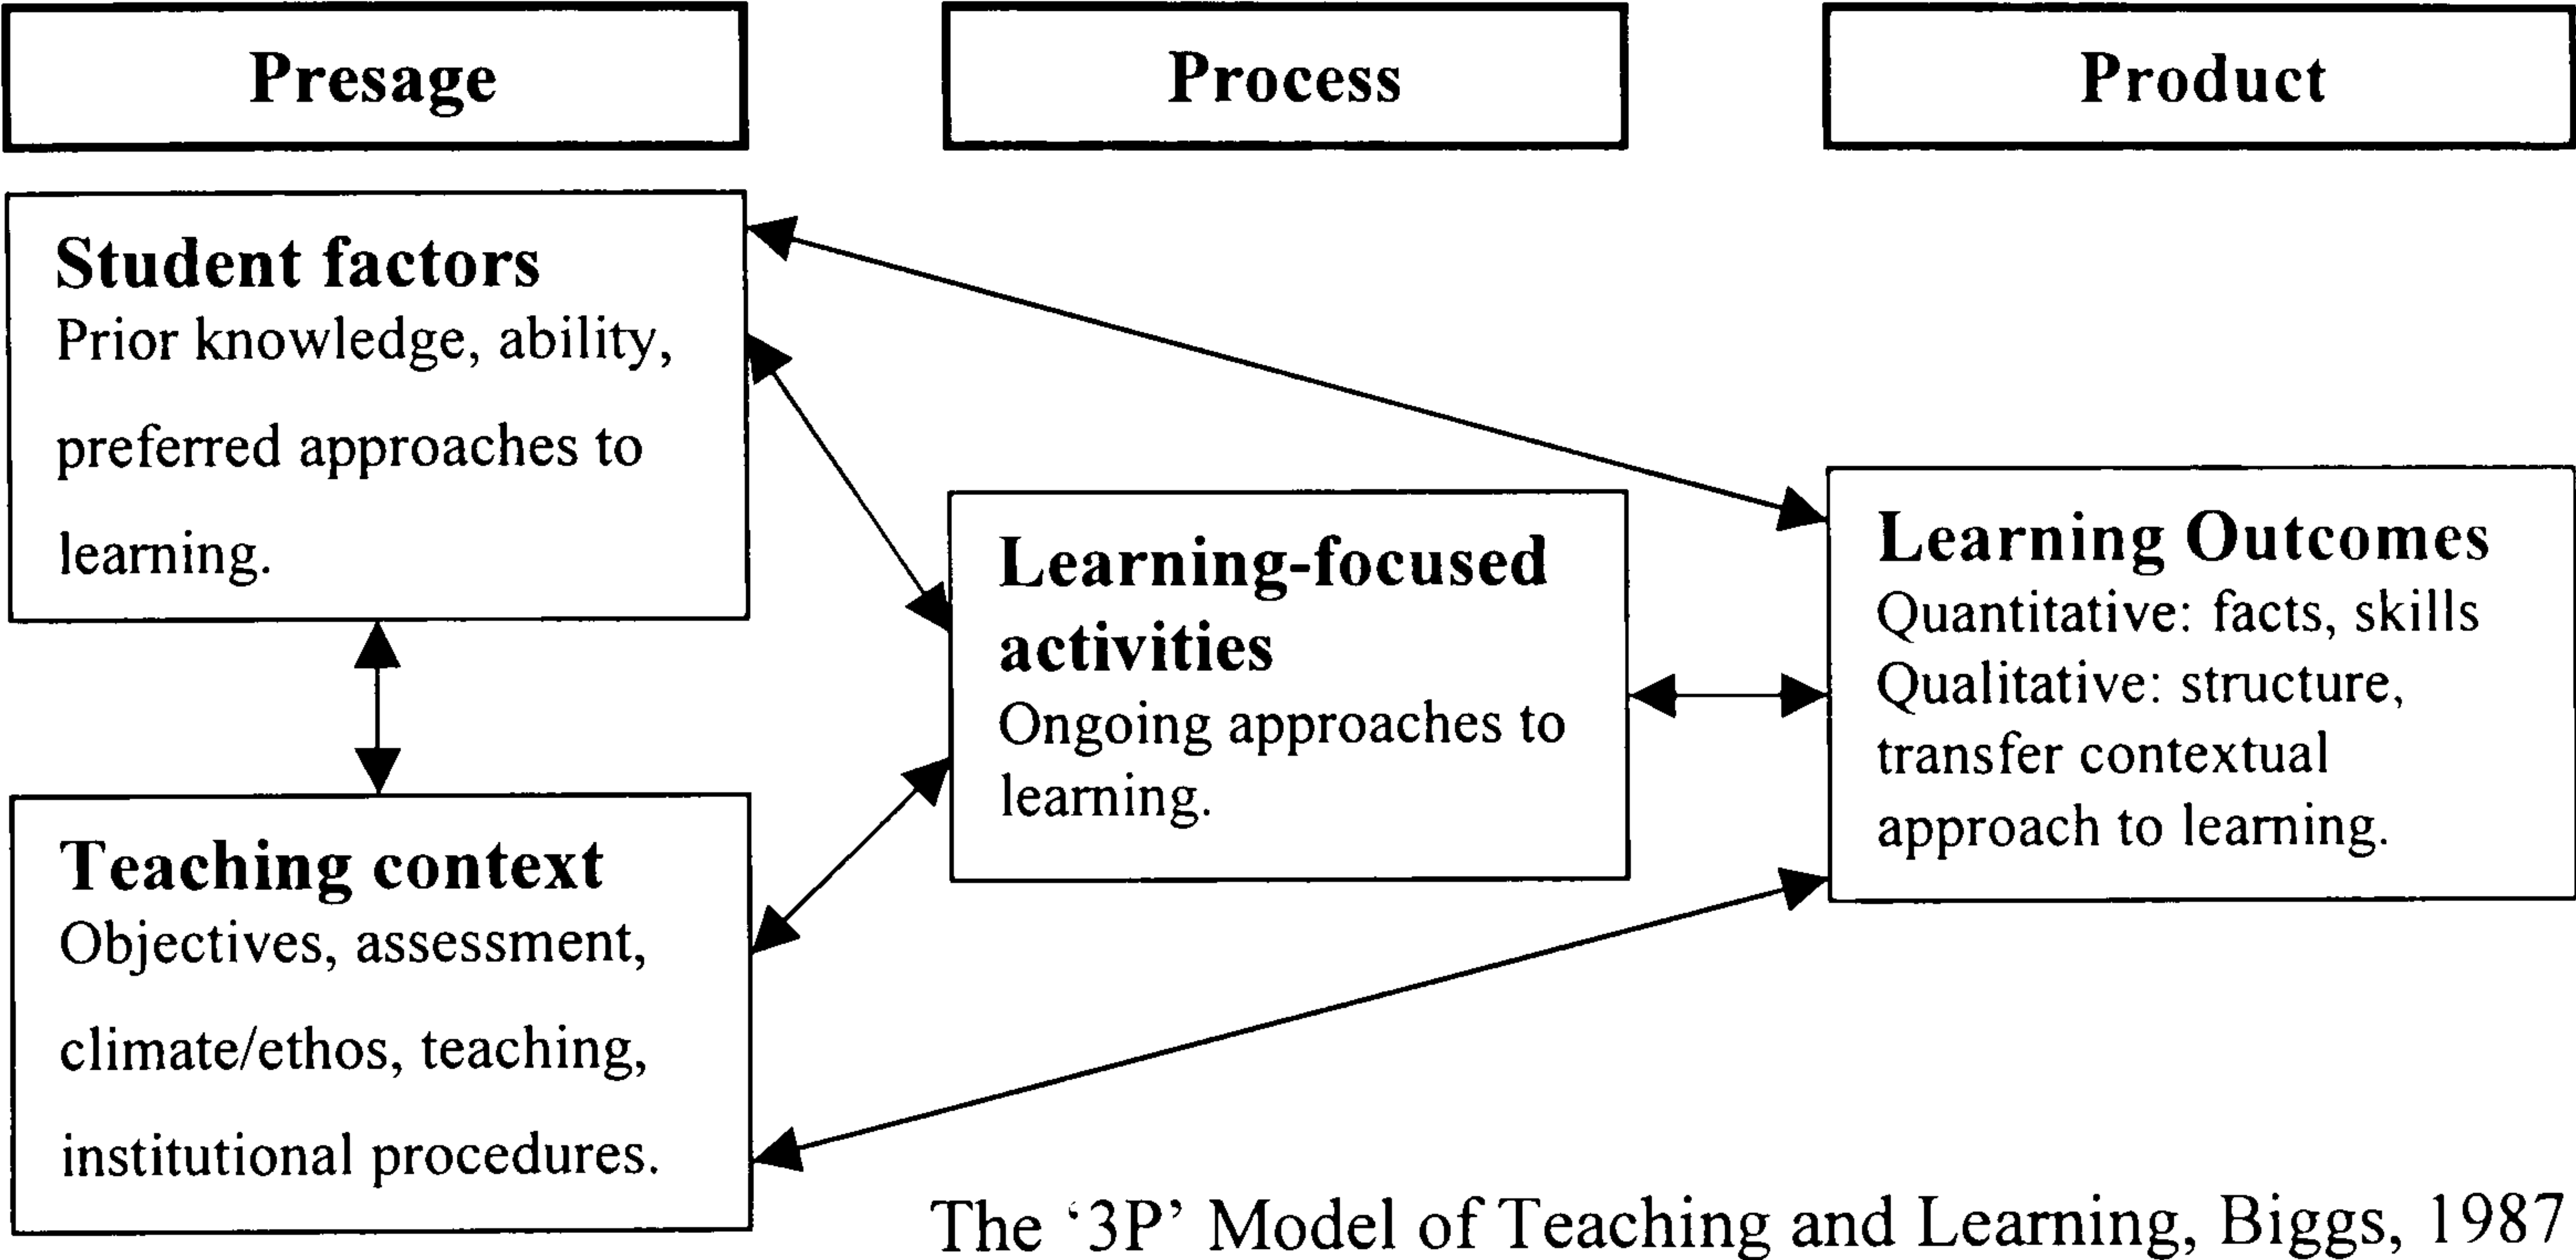 Presage
Process
Product
Student factors
Prior knowledge, ability,
preferred approaches to
learning.
Teaching context
Objectives, assessment,
climate/ethos, teaching,
institutional procedures.
Learning-focused
activities
Ongoing approaches to
learning.
Learning Outcomes
Quantitative: facts, skills
Qualitative: structure,
transfer contextual
approach to learning.
The ‘3P’ Model of Teaching and Learning, Biggs, 1987